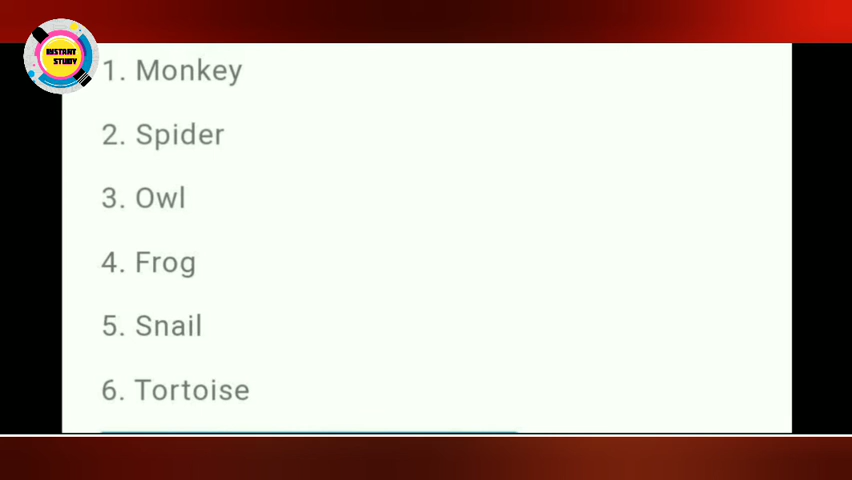 INSTANT
STUDY
1. Monkey
2. Spider
3. Owl
4. Frog
5. Snail
6. Tortoise